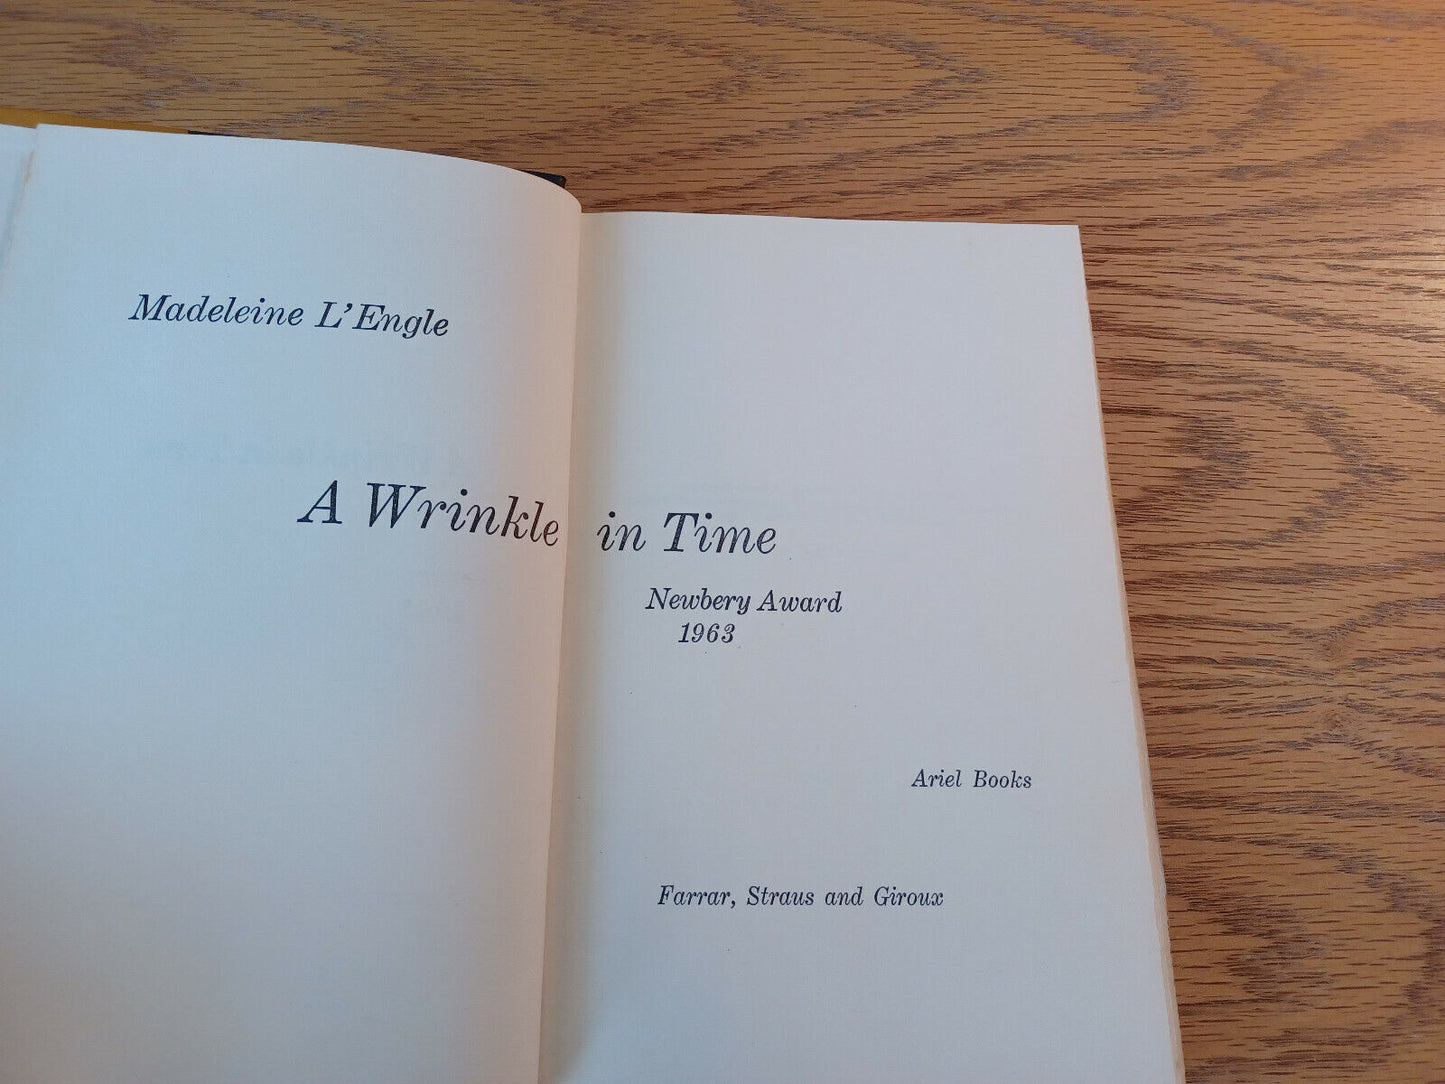 Madeleine L'Engle
A Wrinkle in Time
Newbery Award
1963
Ariel Books
Farrar, Straus and Giroux